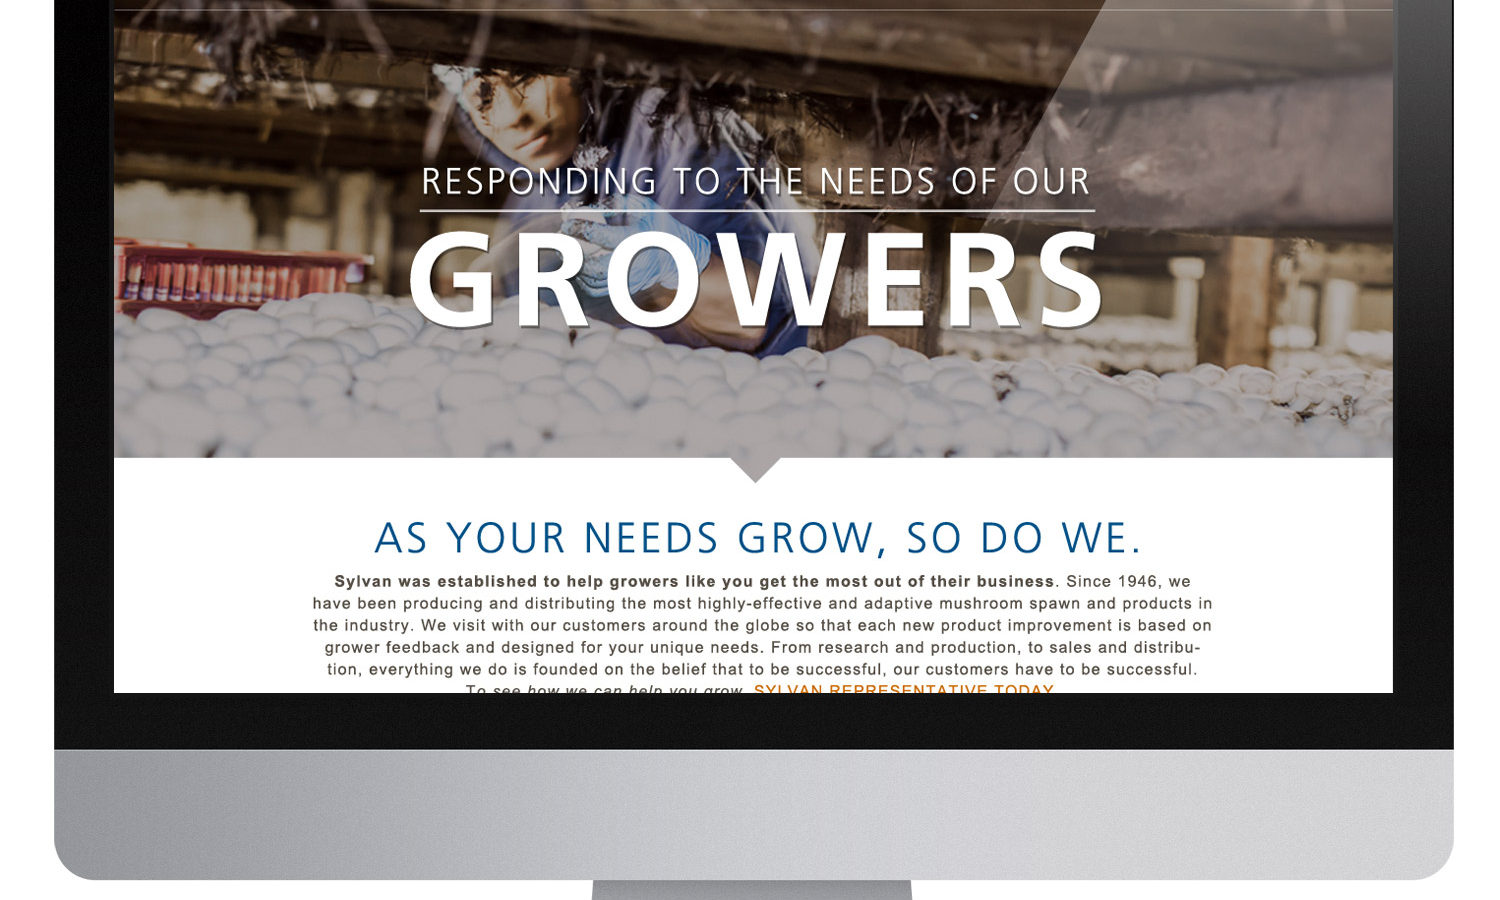 RESPONDING TO THE NEEDS OF OUR
GROWERS
AS YOUR NEEDS GROW, SO DO WE.
Sylvan was established to help growers like you get the most out of their business. Since 1946, we
have been producing and distributing the most highly-effective and adaptive mushroom spawn and products in
the industry. We visit with our customers around the globe so that each new product improvement is based on
grower feedback and designed for your unique needs. From research and production, to sales and distribu-
tion, everything we do is founded on the belief that to be successful, our customers have to be successful.
To see how we can help you grow, SYLVAN REPRESENTATIVE TODAY